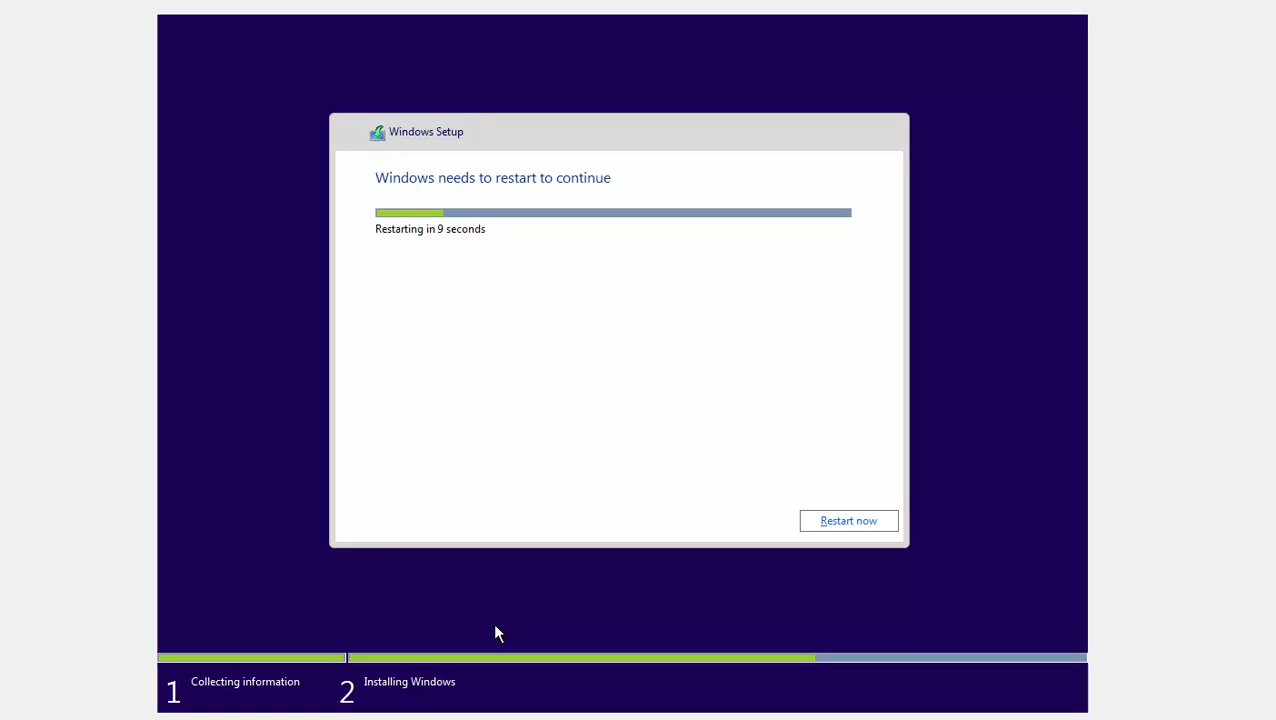 Windows Setup
Windows needs to restart to continue
Restarting in 9 seconds
Restart now
1 Collecting information
2 Installing Windows